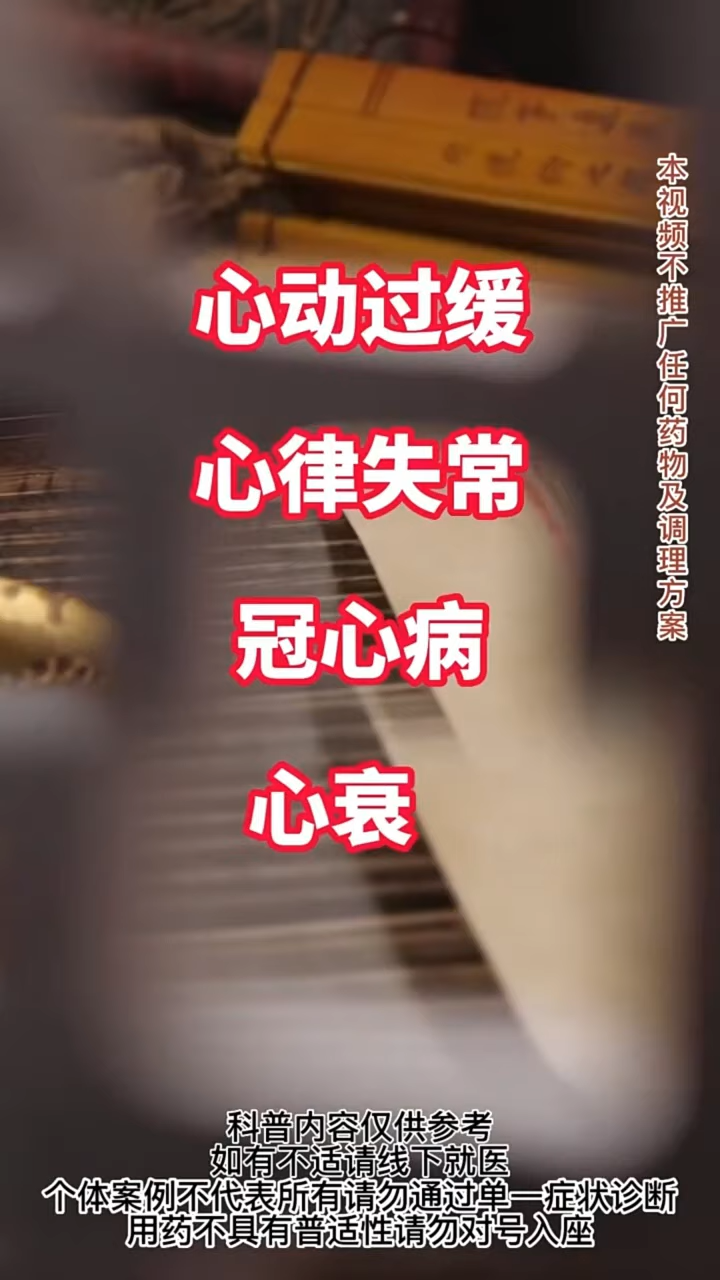 心动过缓
心律失常
冠心病
心衰
本视频不推广任何药物及调理方案
科普内容仅供参考
如有不适请线下就医
个体案例不代表所有请勿通过单一症状诊断
用药不具有普适性请勿对号入座